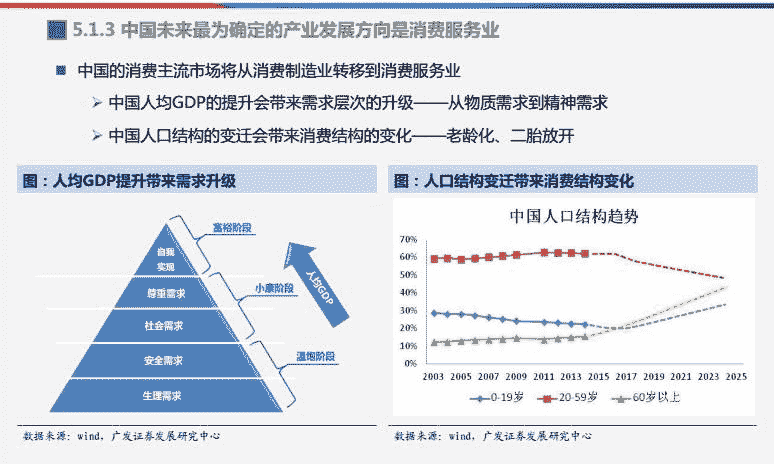 5.1.3 中国未来最为确定的产业发展方向是消费服务业
中国的消费主流市场将从消费制造业转移到消费服务业
中国人均GDP的提升会带来需求层次的升级——从物质需求到精神需求
中国人口结构的变迁会带来消费结构的变化——老龄化、二胎放开
图：人均GDP提升带来需求升级
富裕阶段
自我
实现
尊重需求
小康阶段
社会需求
安全需求
温饱阶段
生理需求
人均GDP
数据来源：wind，广发证券发展研究中心
图：人口结构变迁带来消费结构变化
中国人口结构趋势
70%
60%
50%
40%
30%
20%
10%
0%
2003 2005 2007 2009 2011 2013 2015 2017 2019 2021 2023 2025
0-19岁 20-59岁 60岁以上
数据来源：wind，广发证券发展研究中心